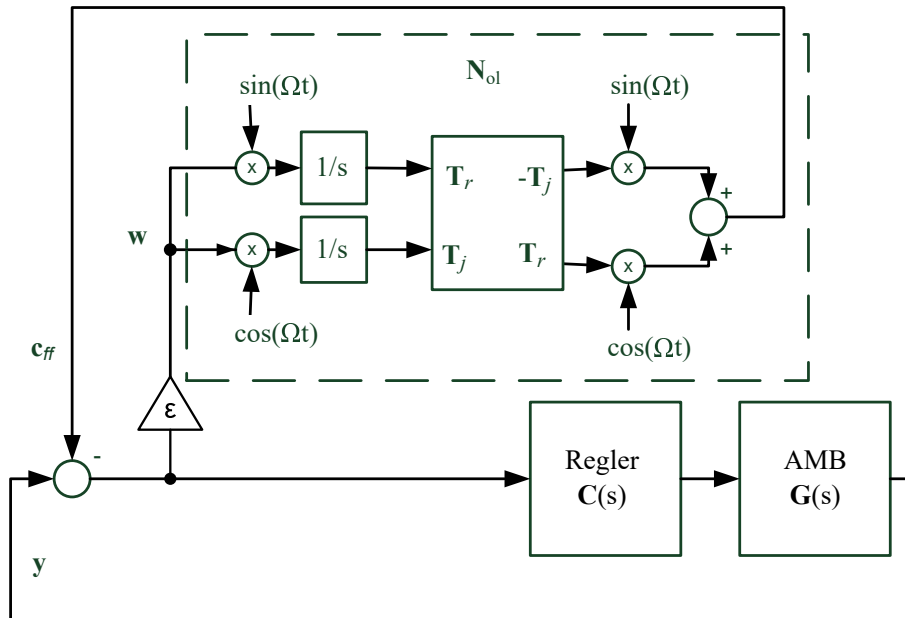 N_ol
sin(Ωt)
sin(Ωt)
x
1/s
T_r
-T_j
x
+
w
x
1/s
T_j
T_r
x
+
cos(Ωt)
cos(Ωt)
c_ff
ε
-
Regler
C(s)
AMB
G(s)
y